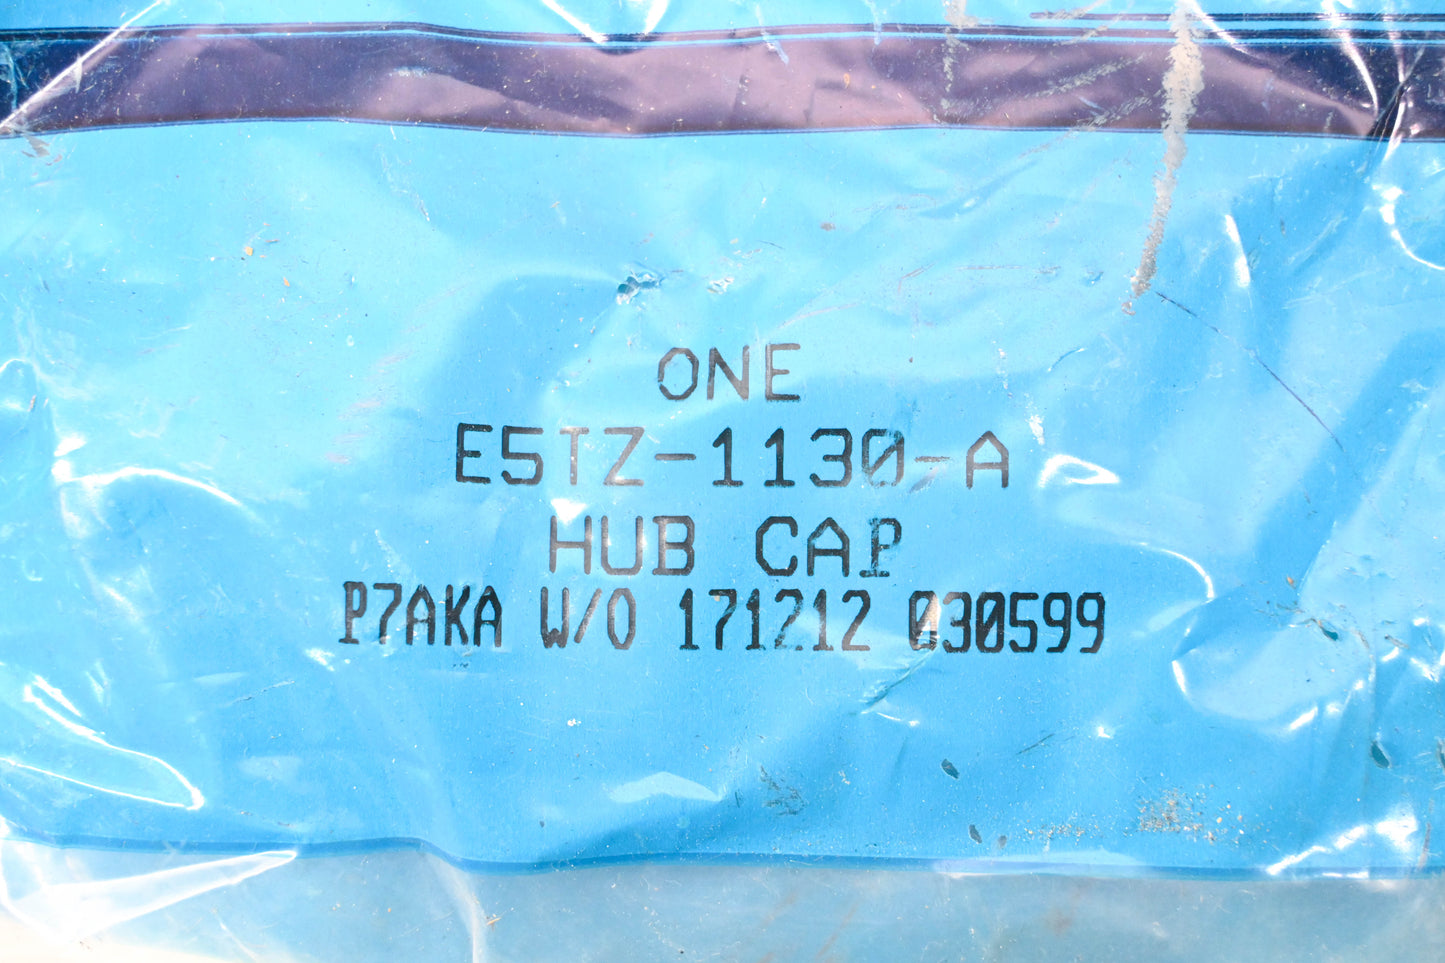 ONE
E5TZ-1130-A
HUB CAP
P7AKA W/O 171212 030599